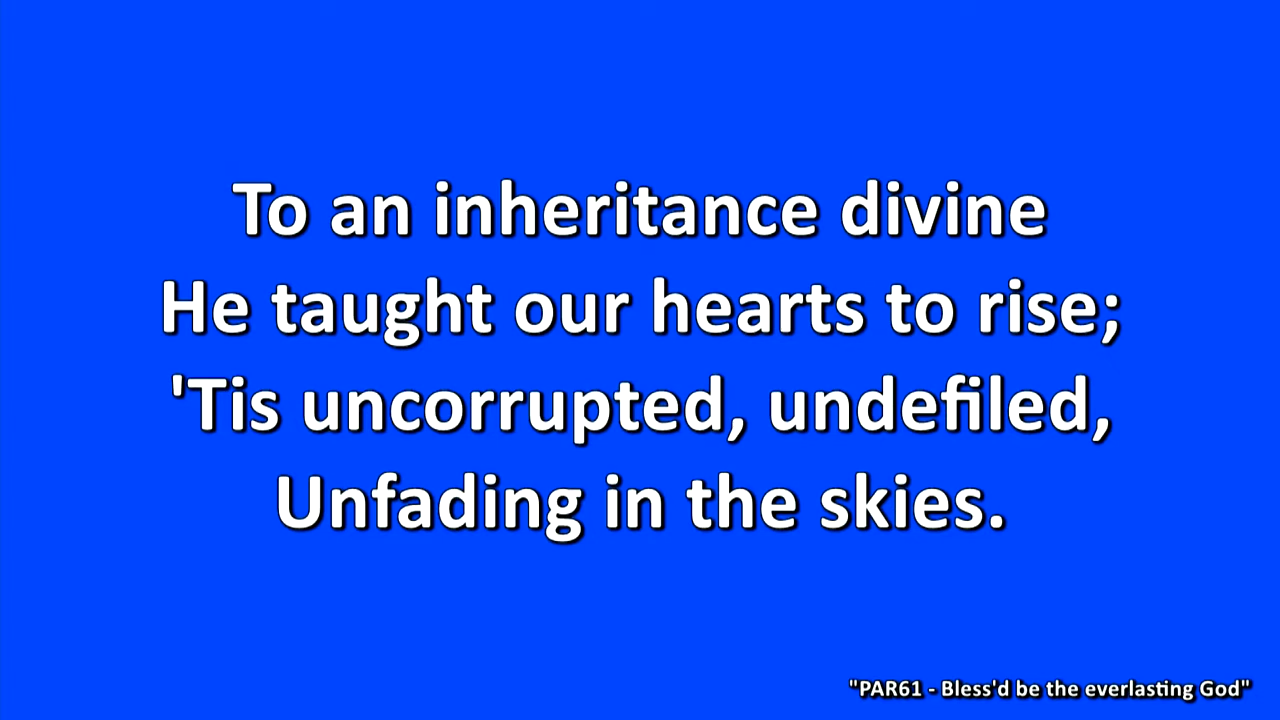 To an inheritance divine
He taught our hearts to rise;
'Tis uncorrupted, undefiled,
Unfading in the skies.
"PAR61 - Bless'd be the everlasting God"